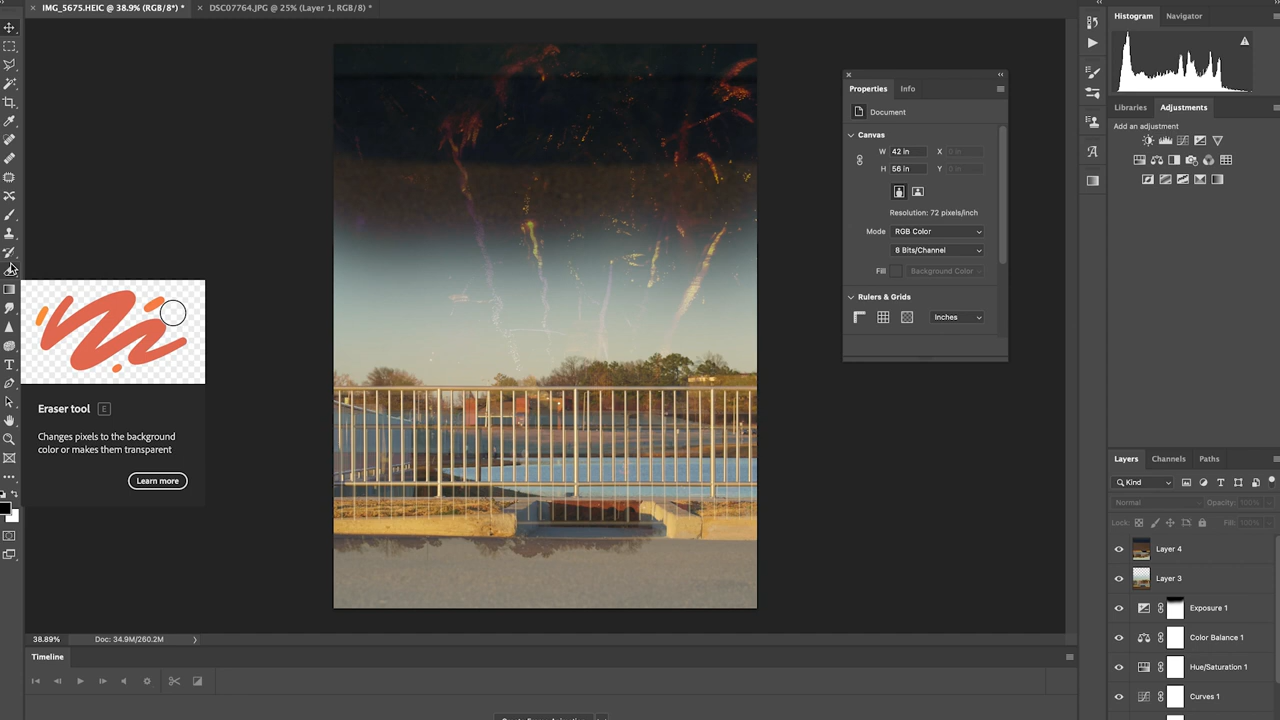 × IMG_5675.HEIC @ 38.9% (RGB/8*) *
× DSC07764.JPG @ 25% (Layer 1, RGB/8) *
Histogram
Navigator
Properties
Info
Document
Canvas
W 42 in X 0 in
H 56 in Y 0 in
Resolution: 72 pixels/inch
Mode RGB Color
8 Bits/Channel
Fill Background Color
Rulers & Grids
Inches
Libraries
Adjustments
Add an adjustment
Eraser tool E
Changes pixels to the background
color or makes them transparent
Learn more
Layers
Channels
Paths
Kind
Normal Opacity: 100%
Lock: Fill: 100%
Layer 4
Layer 3
Exposure 1
Color Balance 1
Hue/Saturation 1
Curves 1
38.89% Doc: 34.9M/260.2M
Timeline